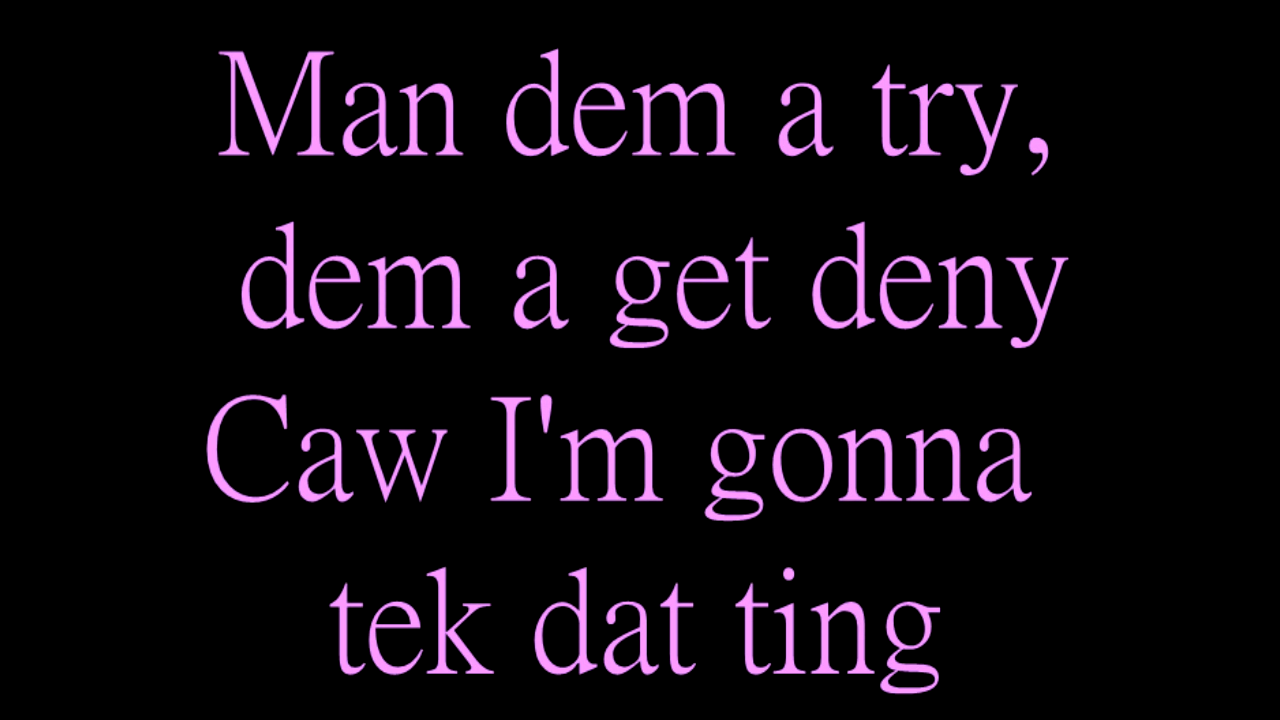 Man dem a try,
dem a get deny
Caw I'm gonna
tek dat ting